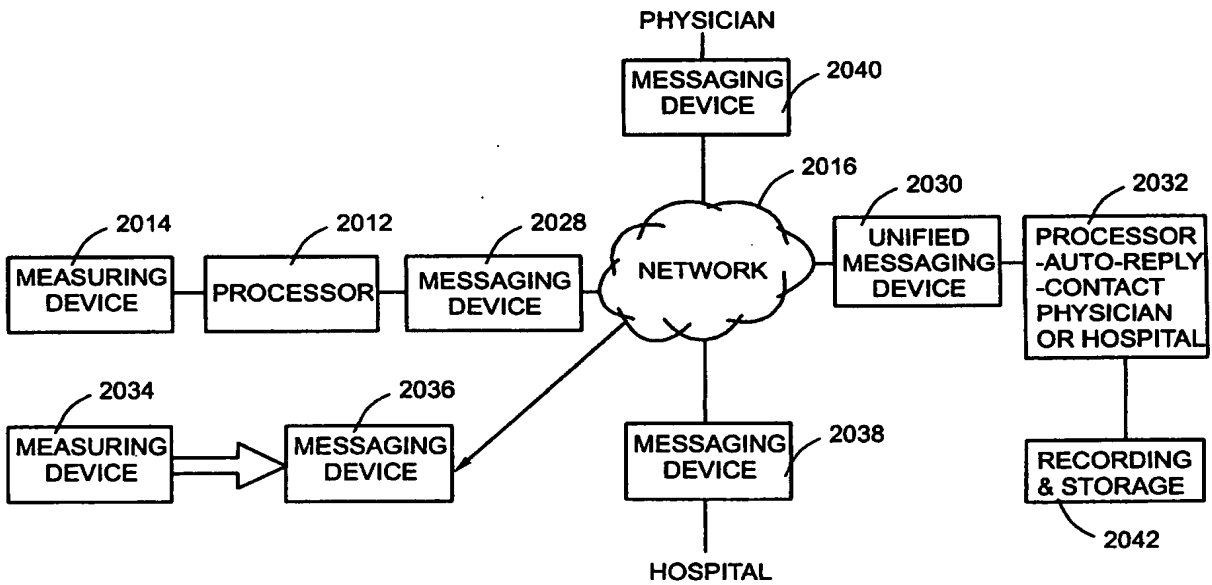 PHYSICIAN
MESSAGING
DEVICE
2040
2016
2030
2032
UNIFIED
MESSAGING
DEVICE
PROCESSOR
-AUTO-REPLY
-CONTACT
PHYSICIAN
OR HOSPITAL
2014
2012
2028
MEASURING
DEVICE
PROCESSOR
MESSAGING
DEVICE
NETWORK
2034
2036
MEASURING
DEVICE
MESSAGING
DEVICE
MESSAGING
DEVICE
2038
RECORDING
& STORAGE
2042
HOSPITAL